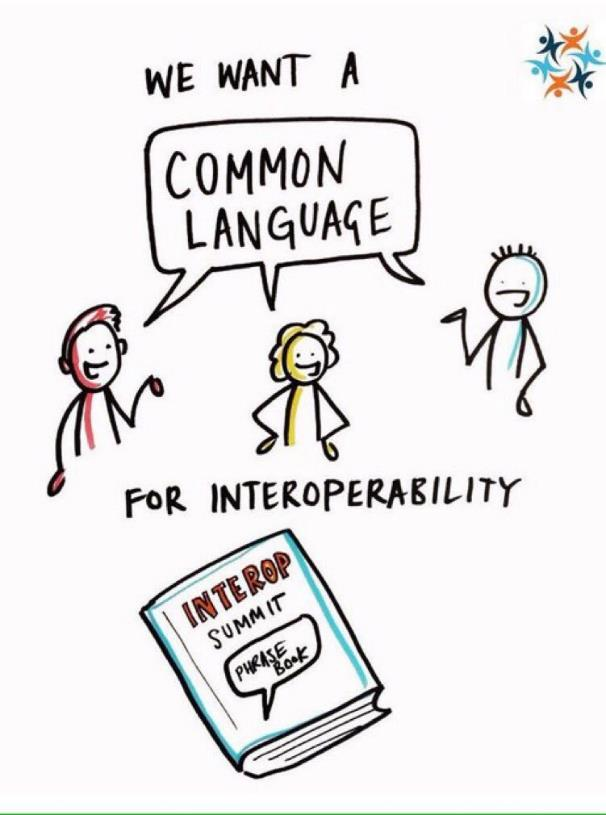 WE WANT A
COMMON
LANGUAGE
FOR INTEROPERABILITY
INTEROP
SUMMIT
PHRASE
BOOK